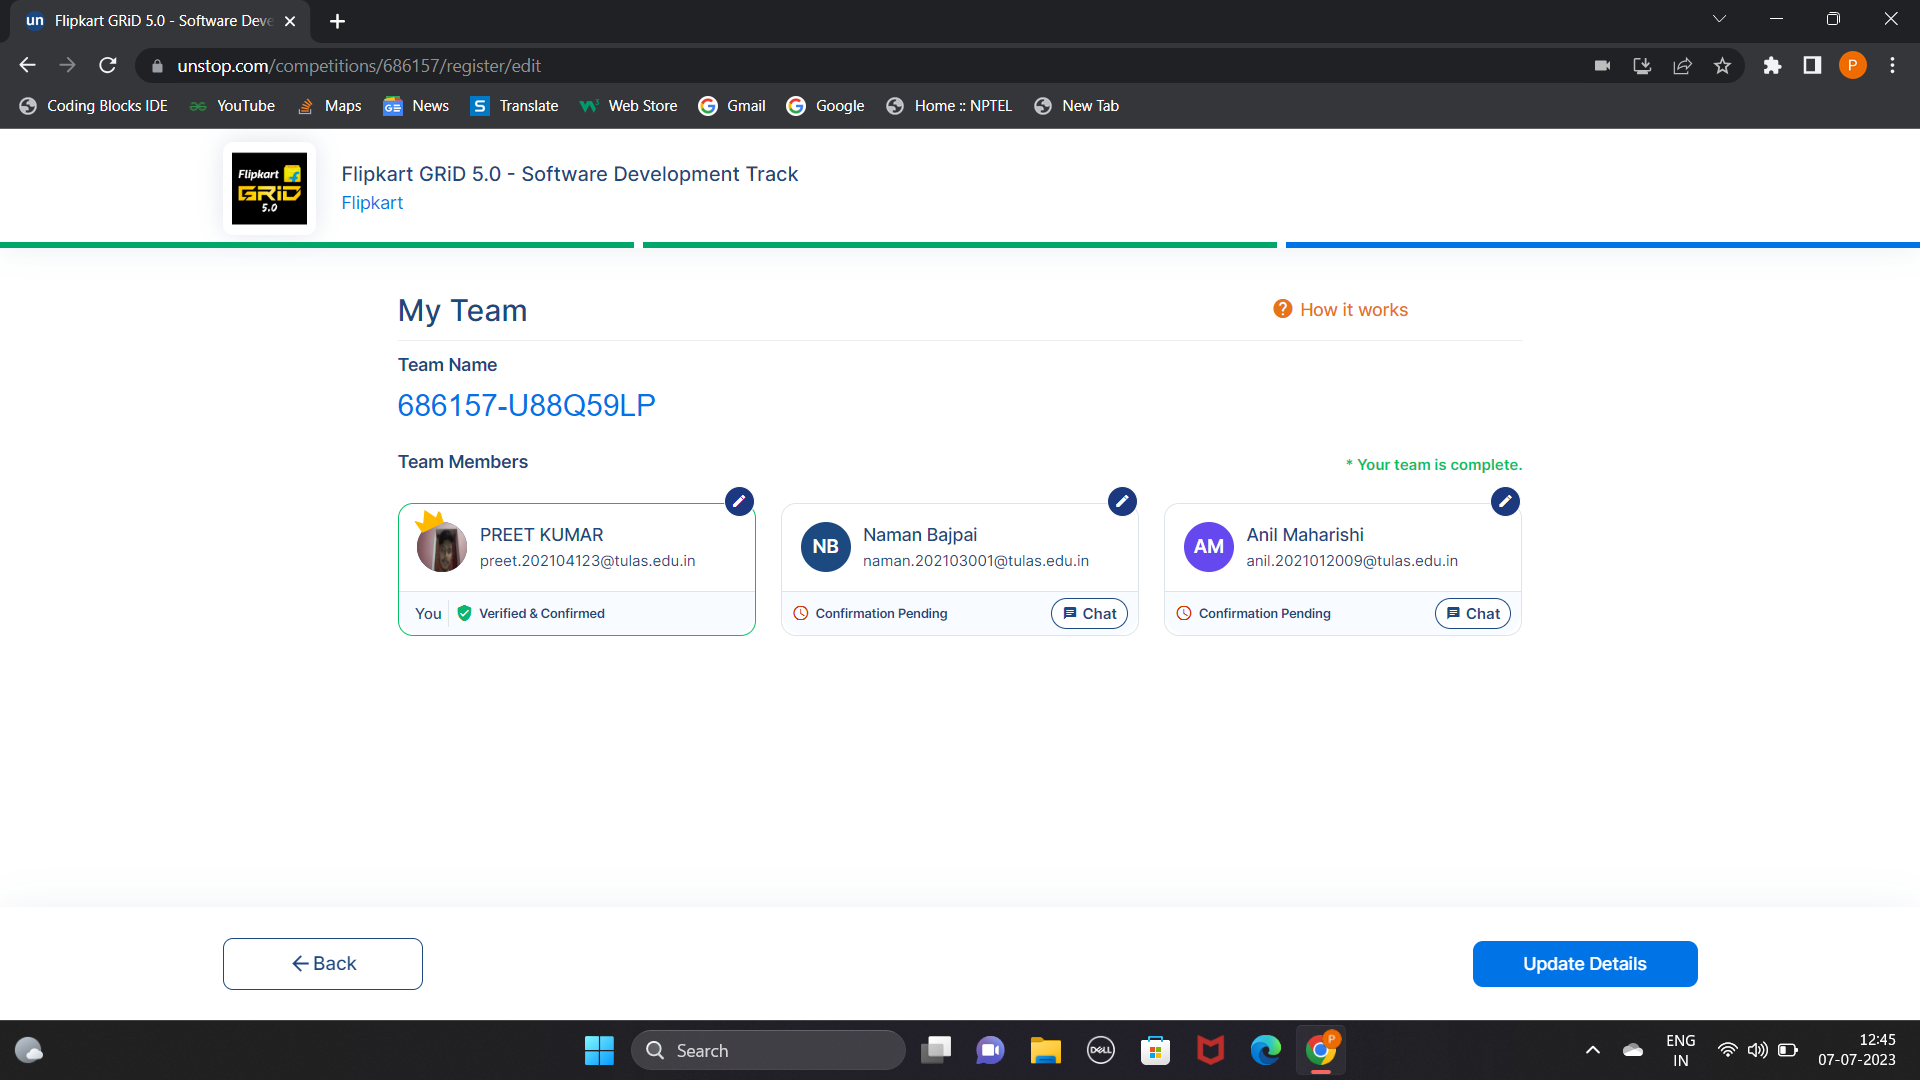 un Flipkart GRiD 5.0 - Software Deve
unstop.com/competitions/686157/register/edit
P
Coding Blocks IDE YouTube Maps News Translate Web Store Gmail Google Home :: NPTEL New Tab
Flipkart
GRiD
5.0
Flipkart GRiD 5.0 - Software Development Track
Flipkart
My Team
? How it works
Team Name
686157-U88Q59LP
Team Members
* Your team is complete.
PREET KUMAR
preet.202104123@tulas.edu.in
You Verified & Confirmed
NB
Naman Bajpai
naman.202103001@tulas.edu.in
Confirmation Pending Chat
AM
Anil Maharishi
anil.2021012009@tulas.edu.in
Confirmation Pending Chat
Back
Update Details
Search
DELL
P
ENG
IN
12:45
07-07-2023